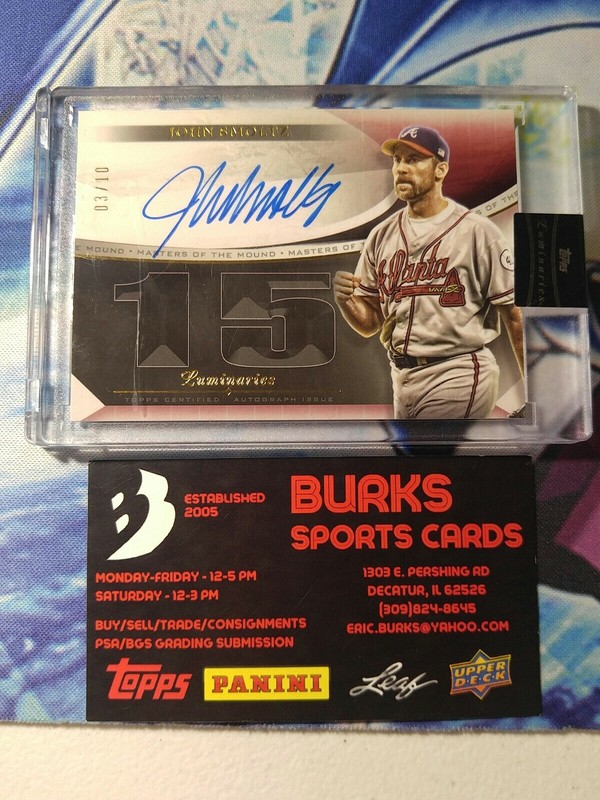 JOHN SMOLTZ
03/10
E MOUND • MASTERS OF THE MOUND • MASTERS OF T
S OF THE
A
Atlanta
15
Luminaries
TOPPS CERTIFIED AUTOGRAPH ISSUE
Luminaries
topps
B
ESTABLISHED
2005
BURKS
SPORTS CARDS
MONDAY-FRIDAY - 12-5 PM
SATURDAY - 12-3 PM
BUY/SELL/TRADE/CONSIGNMENTS
PSA/BGS GRADING SUBMISSION
1303 E. PERSHING RD
DECATUR, IL 62526
(309)824-8645
ERIC.BURKS@YAHOO.COM
Topps
PANINI
Leaf
UPPER
D·E·C·K